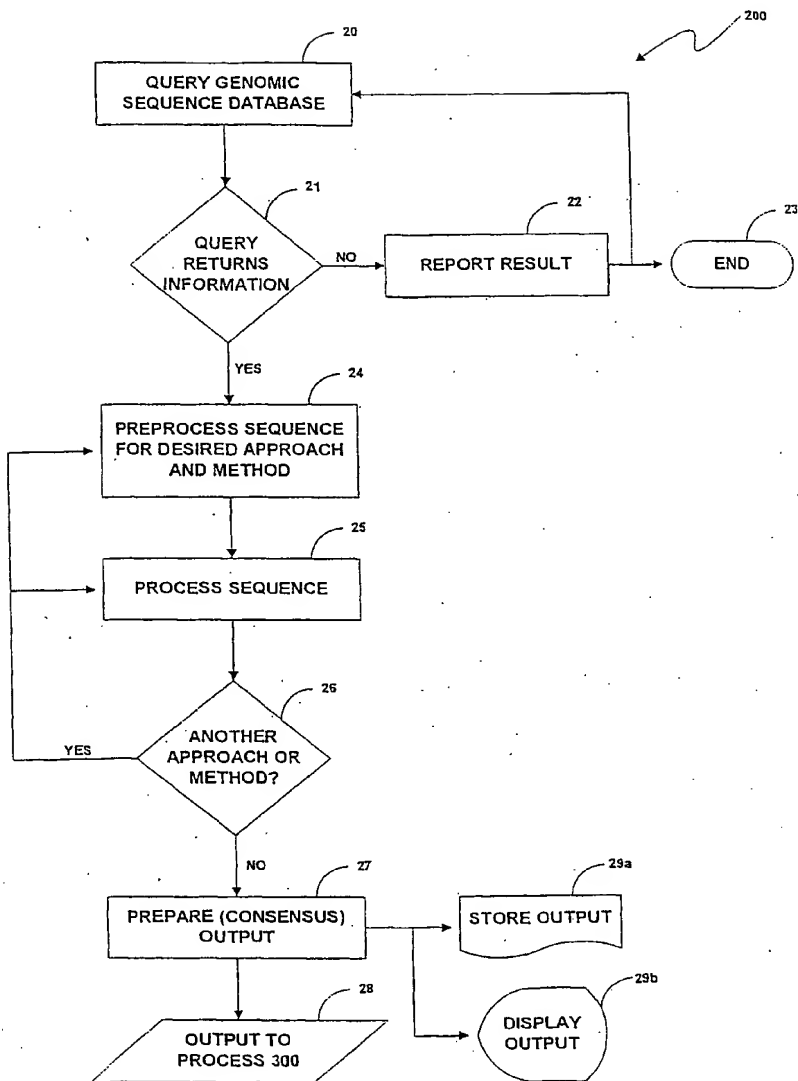 200
20
QUERY GENOMIC
SEQUENCE DATABASE
21
QUERY
RETURNS
INFORMATION
NO
22
REPORT RESULT
23
END
YES
24
PREPROCESS SEQUENCE
FOR DESIRED APPROACH
AND METHOD
25
PROCESS SEQUENCE
26
ANOTHER
APPROACH OR
METHOD?
YES
NO
27
PREPARE (CONSENSUS)
OUTPUT
29a
STORE OUTPUT
28
OUTPUT TO
PROCESS 300
29b
DISPLAY
OUTPUT